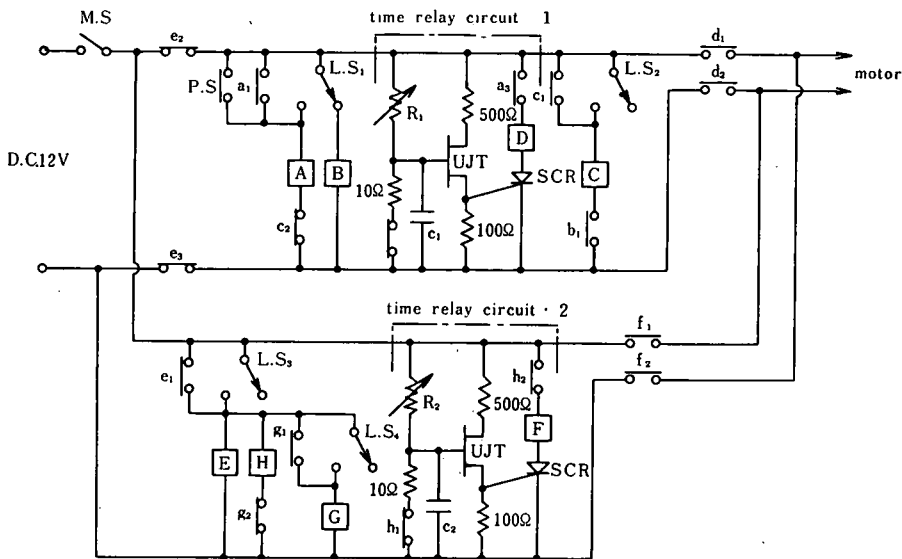 time relay circuit 1
M.S
e₂
d₁
L.S₁
P.S
a₁
R₁
500Ω
a₃
c₁
L.S₂
d₂
motor
D.C.12V
A
B
10Ω
UJT
D
SCR
C
c₂
c₁
100Ω
b₁
e₃
time relay circuit · 2
f₁
e₁
L.S₃
f₂
h₂
R₂
500Ω
g₁
L.S₄
F
E
H
UJT
SCR
10Ω
g₂
G
h₁
c₂
100Ω